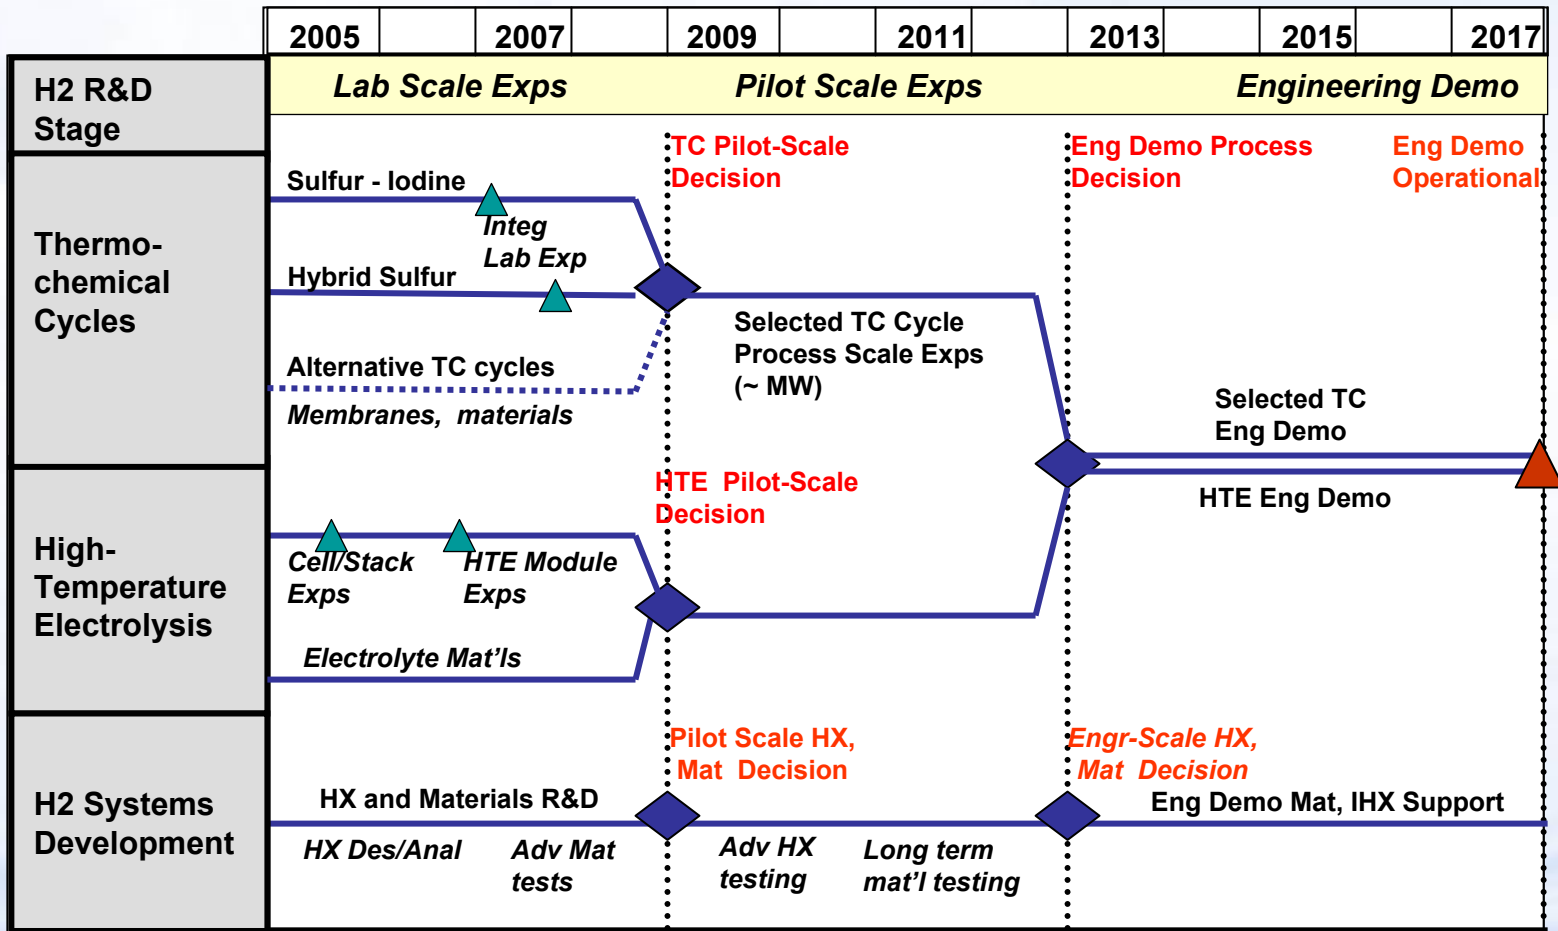 2005 2007 2009 2011 2013 2015 2017
H2 R&D
Stage
Lab Scale Exps
Pilot Scale Exps
Engineering Demo
TC Pilot-Scale
Decision
Eng Demo Process
Decision
Eng Demo
Operational
Thermo-
chemical
Cycles
Sulfur - Iodine
Integ
Lab Exp
Hybrid Sulfur
Alternative TC cycles
Membranes, materials
Selected TC Cycle
Process Scale Exps
(~ MW)
Selected TC
Eng Demo
HTE Eng Demo
HTE Pilot-Scale
Decision
High-
Temperature
Electrolysis
Cell/Stack
Exps
HTE Module
Exps
Electrolyte Mat'ls
H2 Systems
Development
Pilot Scale HX,
Mat Decision
Engr-Scale HX,
Mat Decision
HX and Materials R&D
Eng Demo Mat, IHX Support
HX Des/Anal
Adv Mat
tests
Adv HX
testing
Long term
mat'l testing